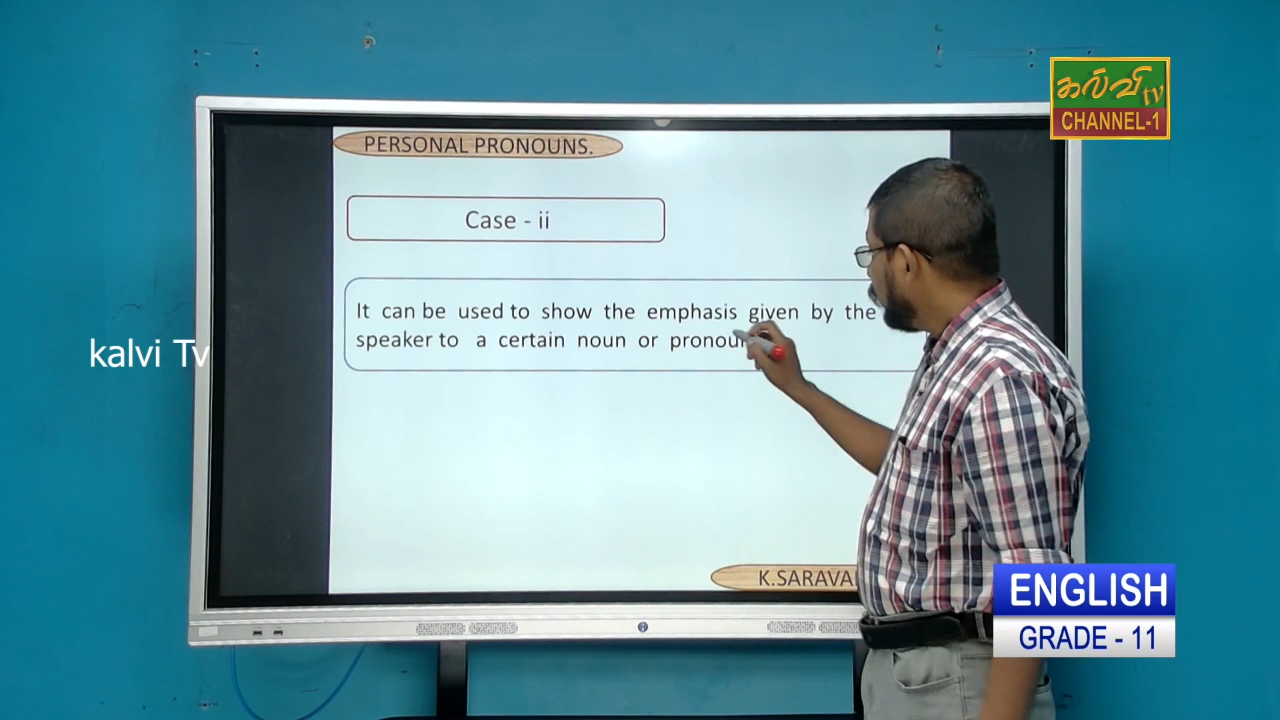 கல்வி tv
CHANNEL-1
PERSONAL PRONOUNS.
Case - ii
It can be used to show the emphasis given by the
speaker to a certain noun or
kalvi Tv
ENGLISH
GRADE - 11